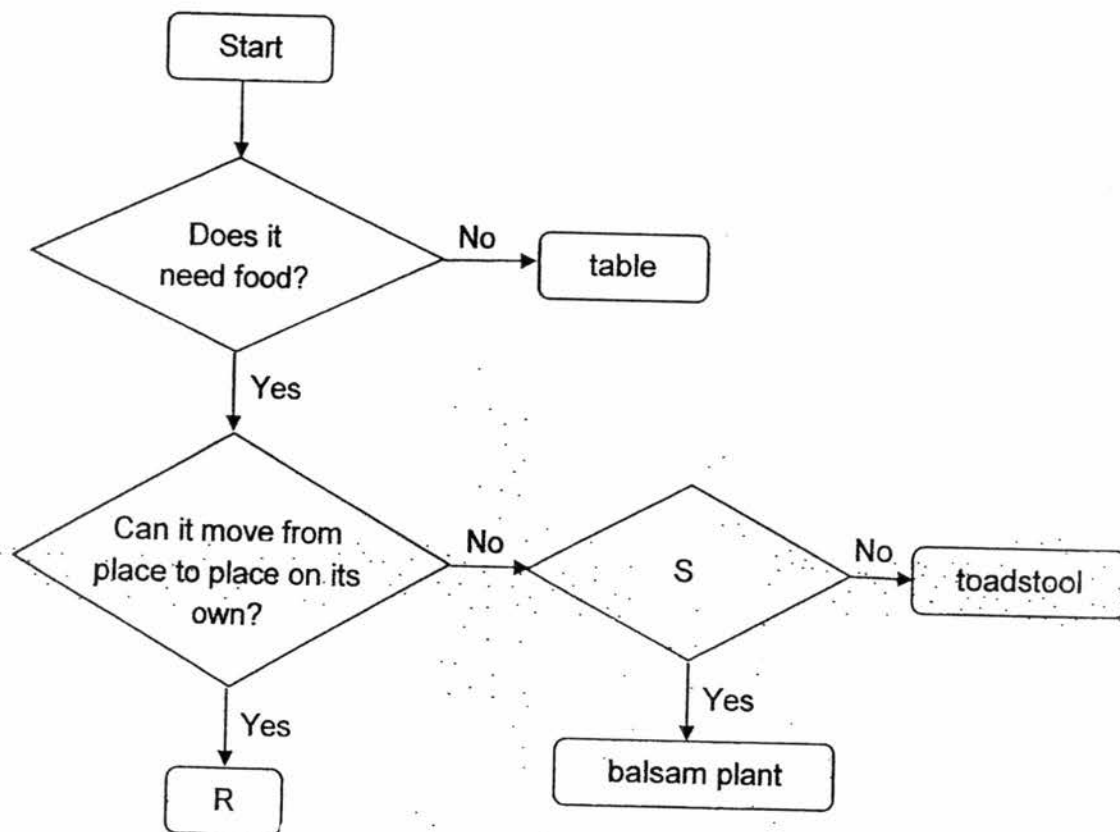 Start
Does it
need food?
No
table
Yes
Can it move from
place to place on its
own?
No
S
No
toadstool
Yes
balsam plant
Yes
R